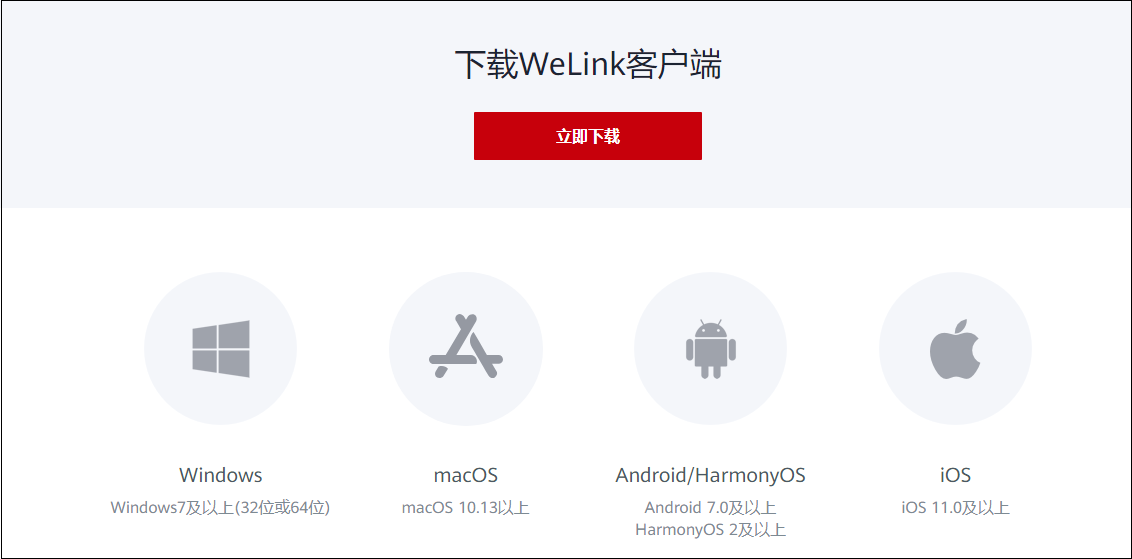 下载WeLink客户端
立即下载
Windows
Windows7及以上(32位或64位)
macOS
macOS 10.13以上
Android/HarmonyOS
Android 7.0及以上
HarmonyOS 2及以上
iOS
iOS 11.0及以上